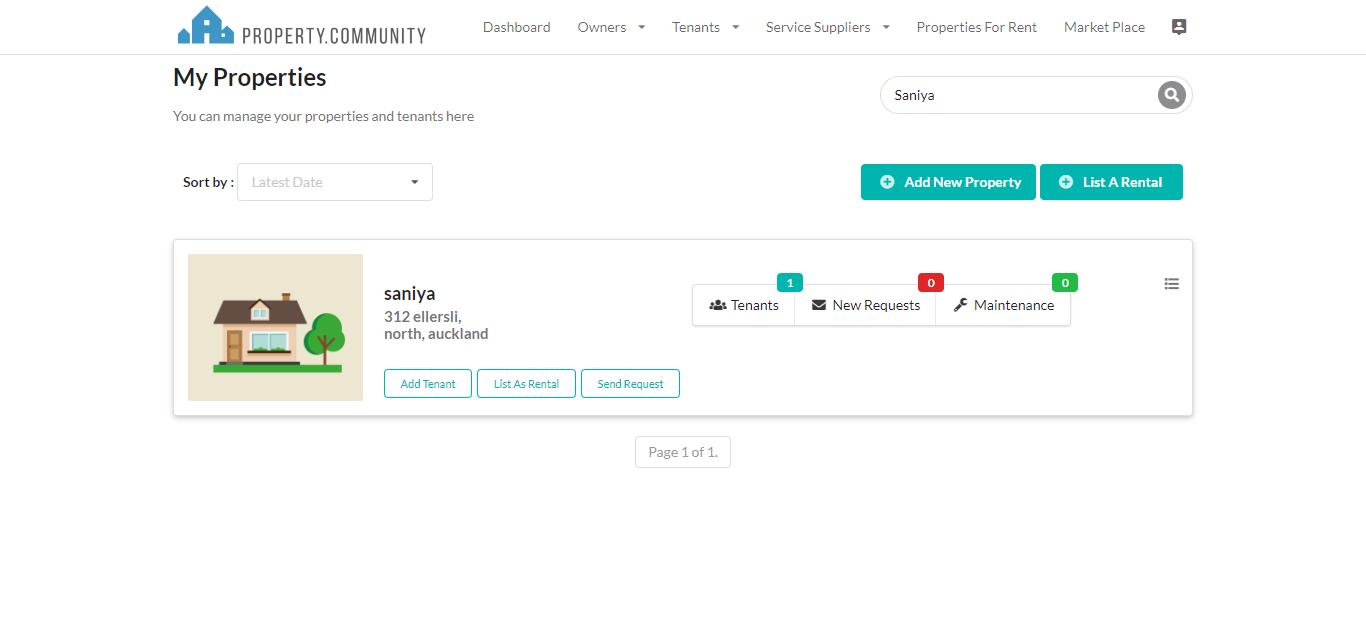 PROPERTY.COMMUNITY
Dashboard
Owners
Tenants
Service Suppliers
Properties For Rent
Market Place
My Properties
You can manage your properties and tenants here
Saniya
Sort by :
Latest Date
Add New Property
List A Rental
saniya
312 ellersli,
north, auckland
1
Tenants
0
New Requests
0
Maintenance
Add Tenant
List As Rental
Send Request
Page 1 of 1.